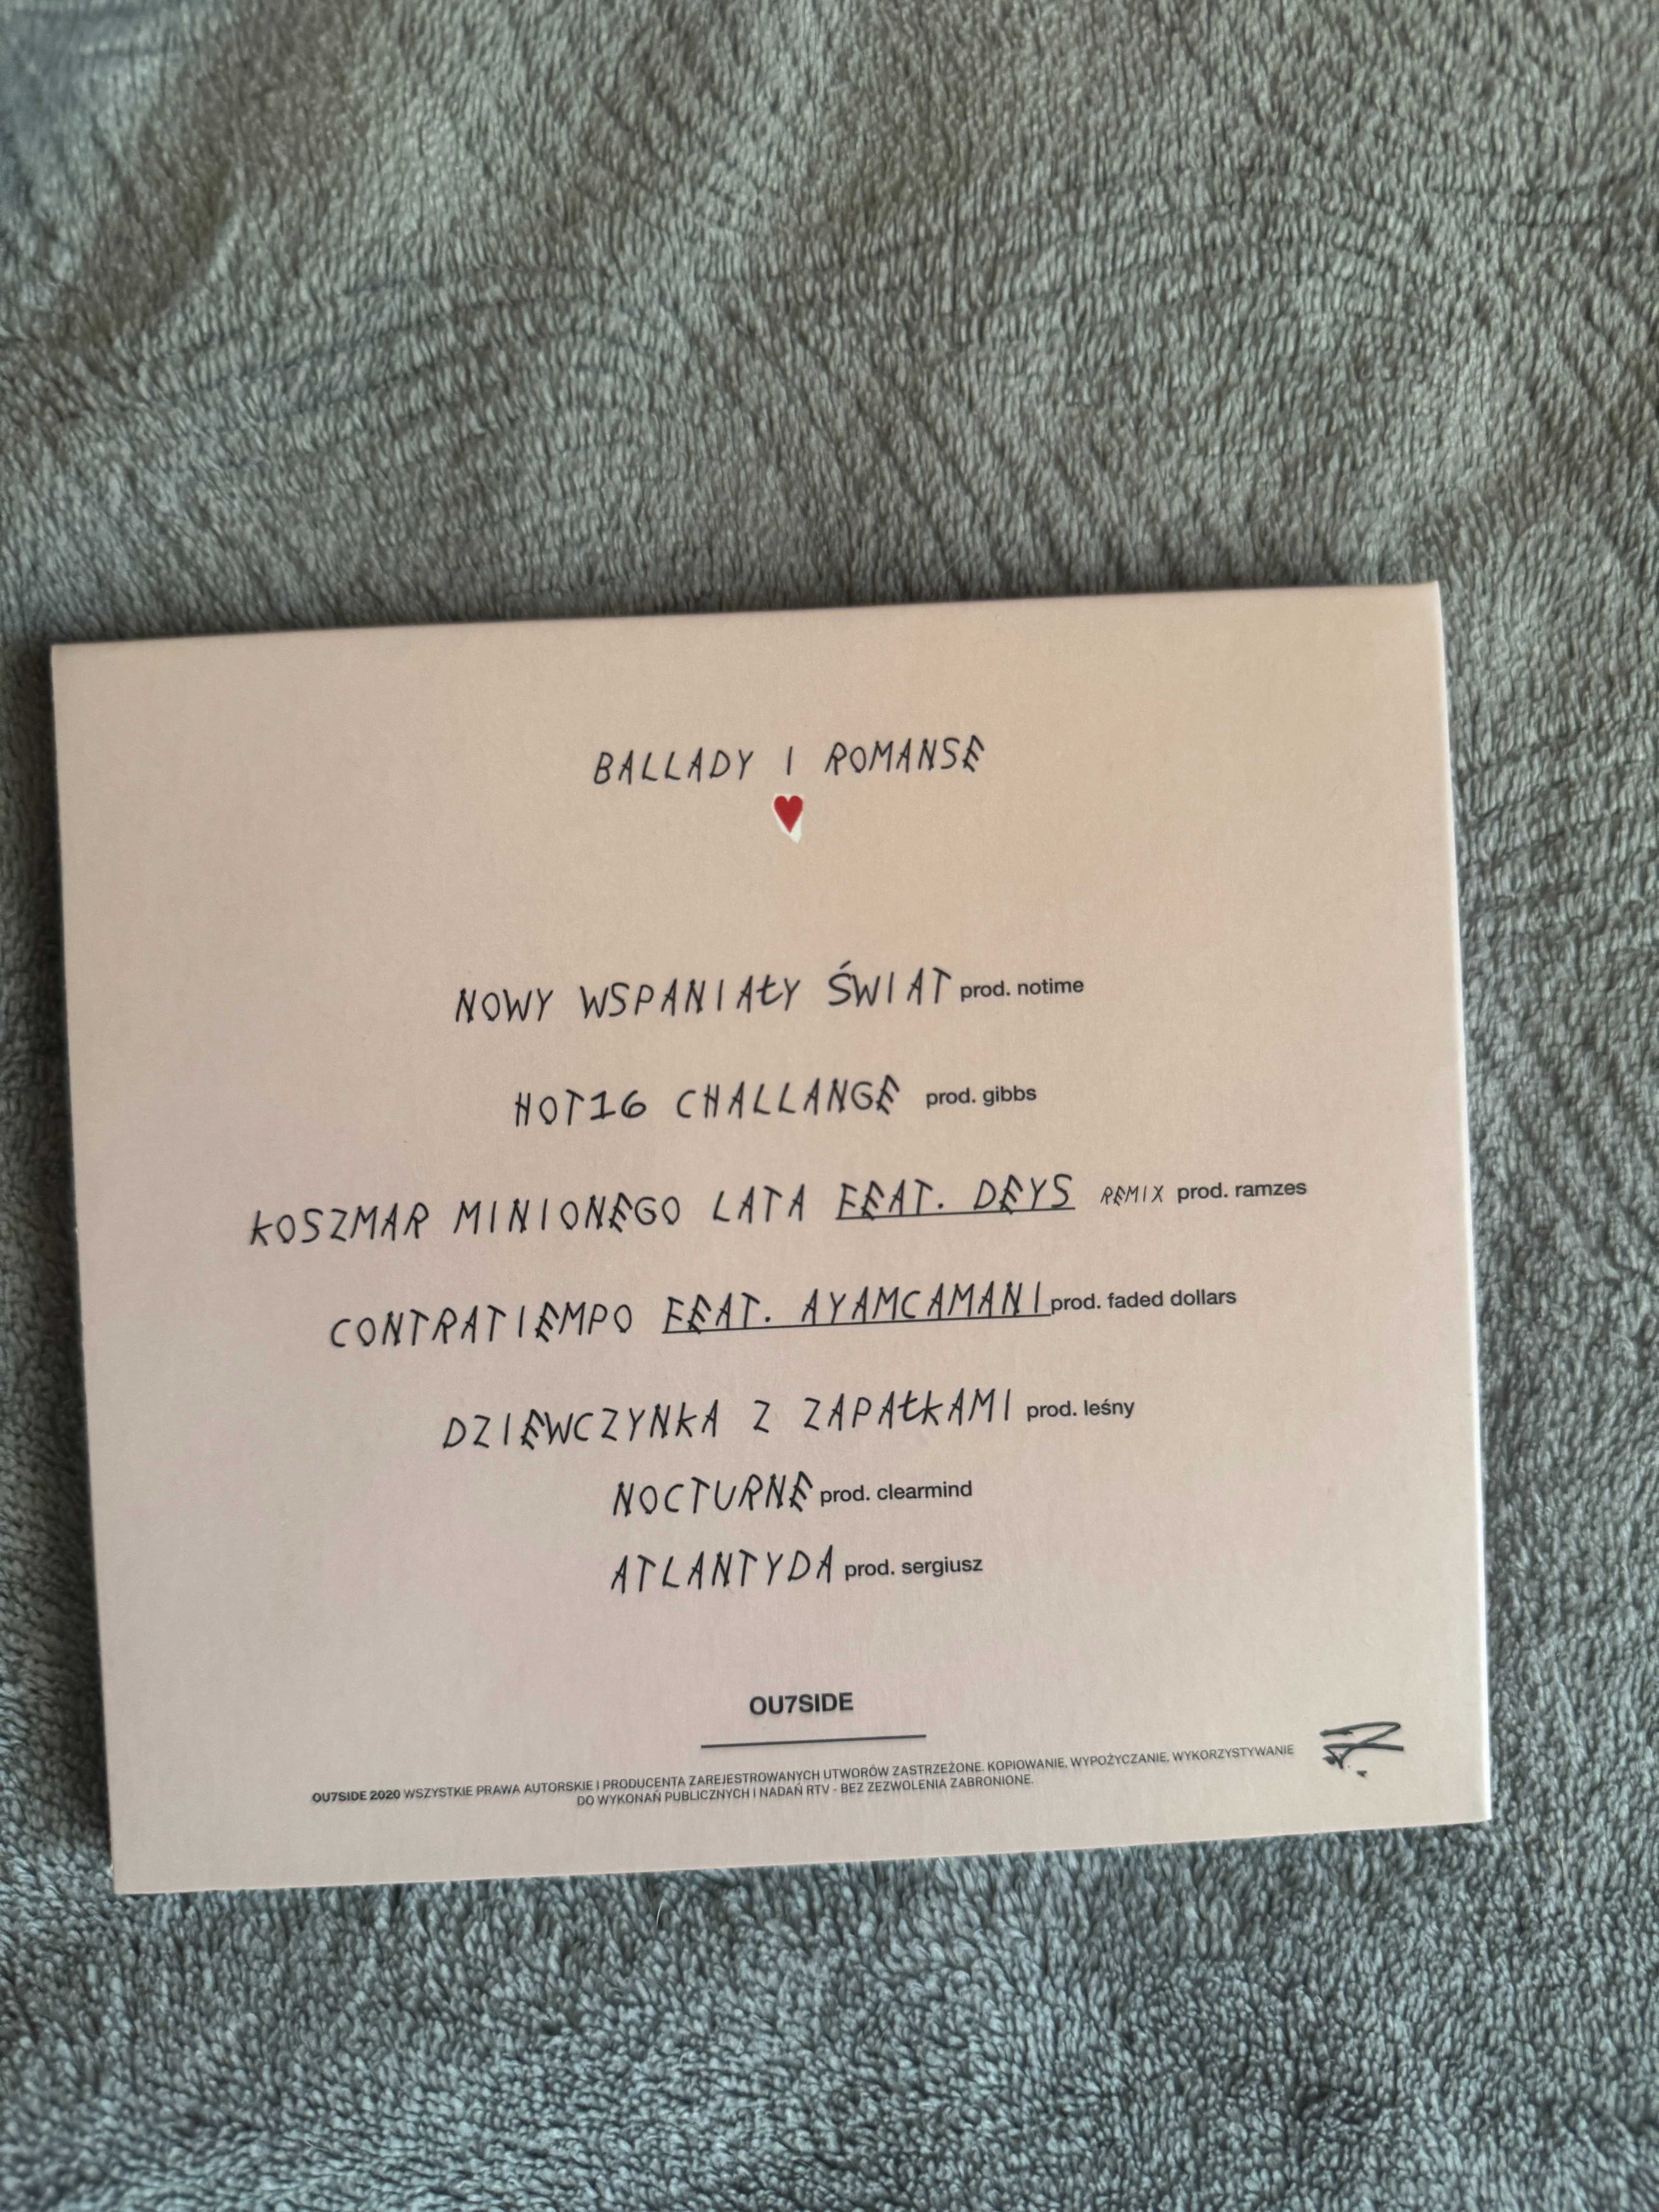 BALLADY I ROMANSE
NOWY WSPANIAŁY ŚWIAT prod. notime
HOT16 CHALLANGE prod. gibbs
KOSZMAR MINIONEGO LATA FEAT. DEYS REMIX prod. ramzes
CONTRATIEMPO FEAT. AYAMCAMANI prod. faded dollars
DZIEWCZYNKA Z ZAPAŁKAMI prod. leśny
NOCTURNE prod. clearmind
ATLANTYDA prod. sergiusz
OU7SIDE
OU7SIDE 2020 WSZYSTKIE PRAWA AUTORSKIE I PRODUCENTA ZAREJESTROWANYCH UTWORÓW ZASTRZEŻONE. KOPIOWANIE, WYPOŻYCZANIE, WYKORZYSTYWANIE
DO WYKONAŃ PUBLICZNYCH I NADAŃ RTV - BEZ ZEZWOLENIA ZABRONIONE.